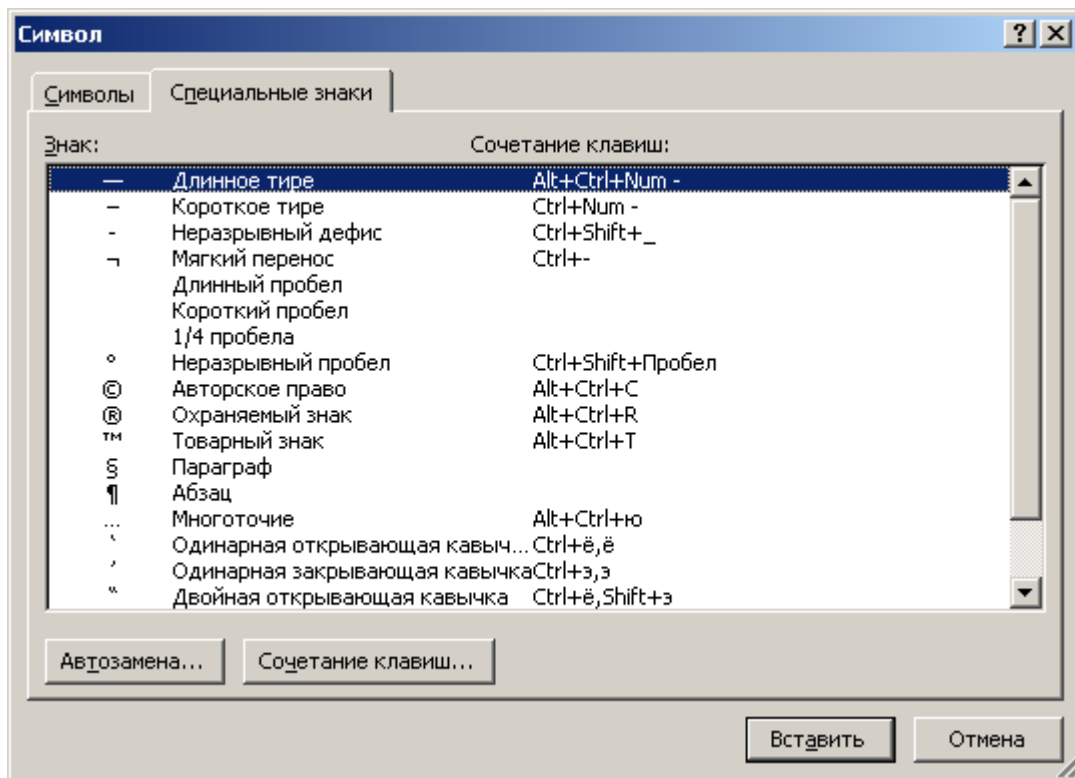 Символ
Символы Специальные знаки
Знак: Сочетание клавиш:
— Длинное тире Alt+Ctrl+Num -
– Короткое тире Ctrl+Num -
- Неразрывный дефис Ctrl+Shift+_
¬ Мягкий перенос Ctrl+-
Длинный пробел
Короткий пробел
1/4 пробела
° Неразрывный пробел Ctrl+Shift+Пробел
© Авторское право Alt+Ctrl+C
® Охраняемый знак Alt+Ctrl+R
™ Товарный знак Alt+Ctrl+T
§ Параграф
¶ Абзац
… Многоточие Alt+Ctrl+ю
‘ Одинарная открывающая кавыч... Ctrl+ё,ё
’ Одинарная закрывающая кавычка Ctrl+э,э
“ Двойная открывающая кавычка Ctrl+ё,Shift+э
Автозамена... Сочетание клавиш...
Вставить Отмена